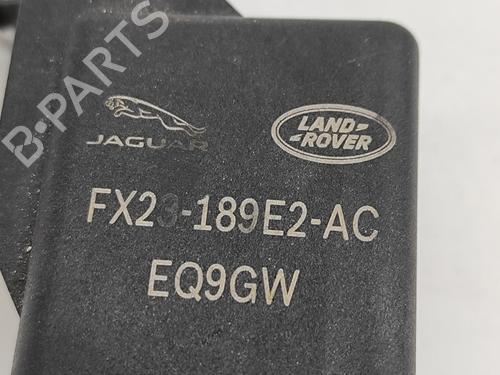 B-PARTS
JAGUAR
LAND-
ROVER
FX23-189E2-AC
EQ9GW